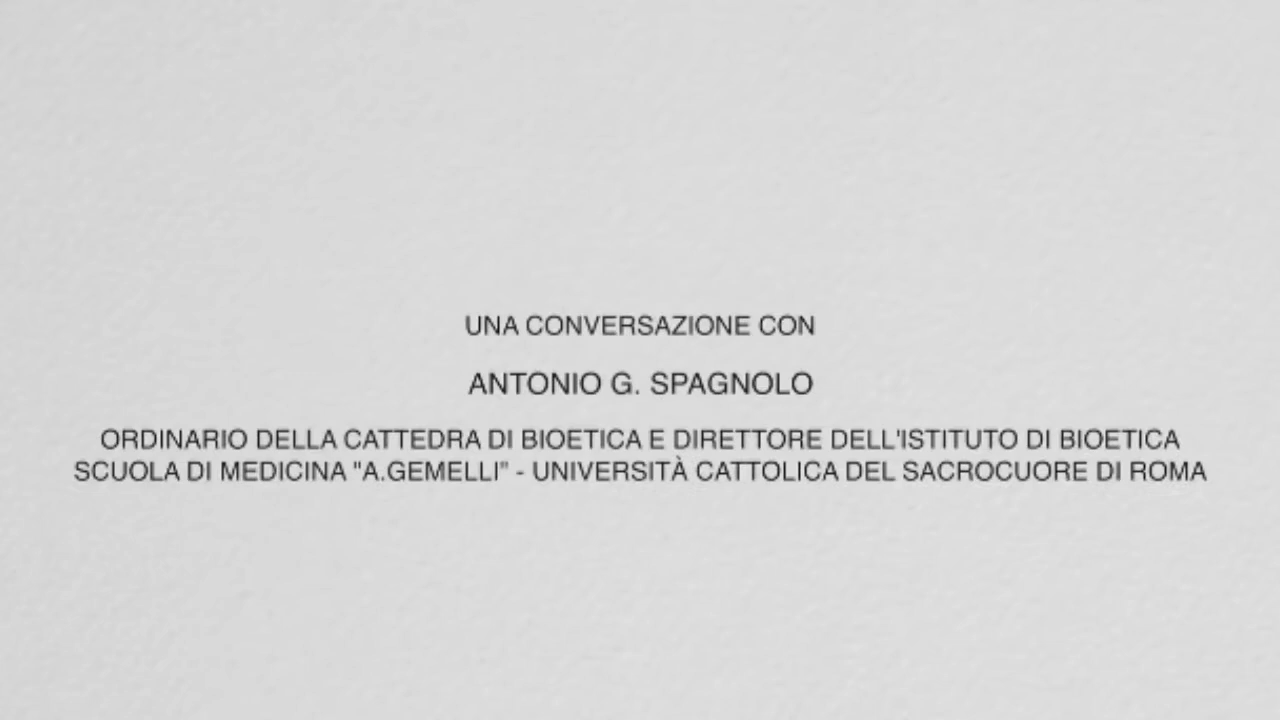 UNA CONVERSAZIONE CON
ANTONIO G. SPAGNOLO
ORDINARIO DELLA CATTEDRA DI BIOETICA E DIRETTORE DELL'ISTITUTO DI BIOETICA
SCUOLA DI MEDICINA "A.GEMELLI" - UNIVERSITÀ CATTOLICA DEL SACROCUORE DI ROMA